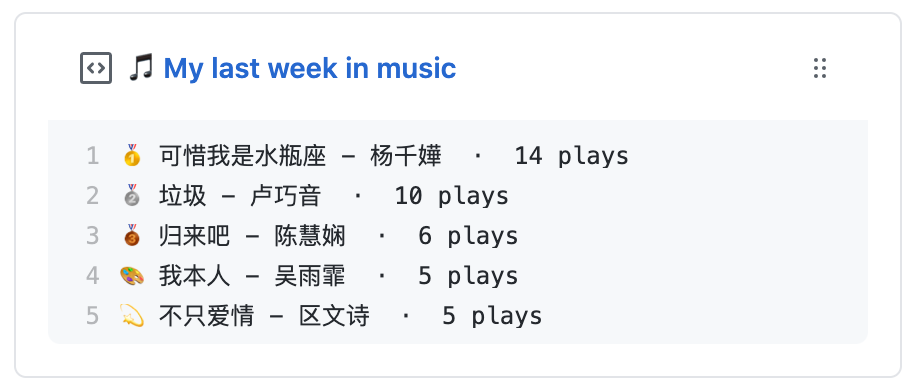 🎵 My last week in music
1 🥇 可惜我是水瓶座 – 杨千嬅 · 14 plays
2 🥈 垃圾 – 卢巧音 · 10 plays
3 🥉 归来吧 – 陈慧娴 · 6 plays
4 🎨 我本人 – 吴雨霏 · 5 plays
5 💫 不只爱情 – 区文诗 · 5 plays